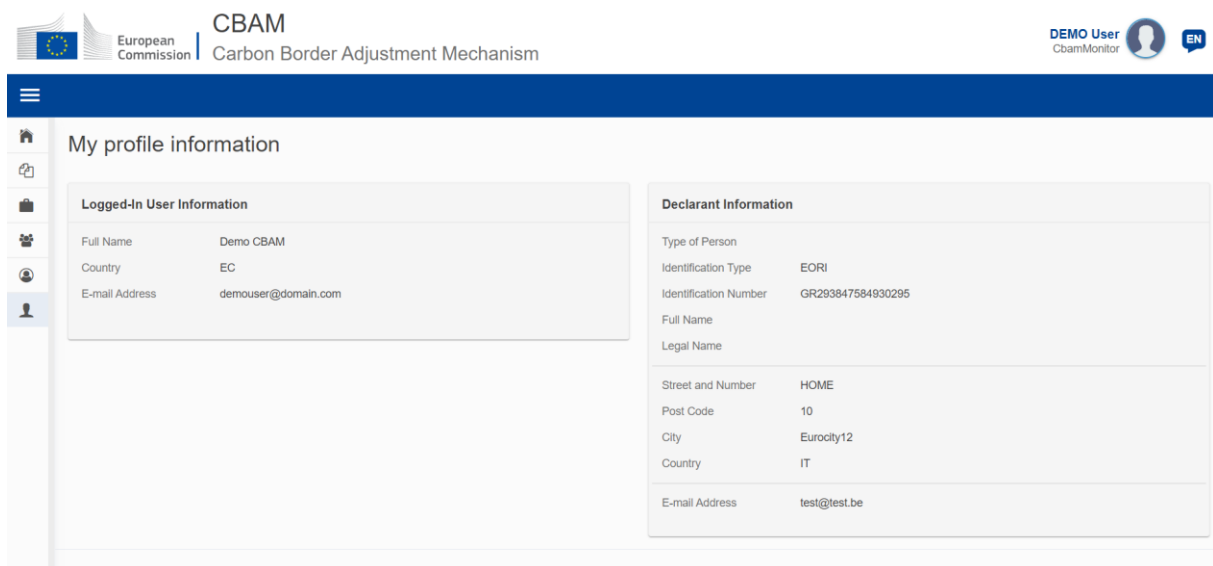 European
Commission
CBAM
Carbon Border Adjustment Mechanism
DEMO User
CbamMonitor
EN
My profile information
Logged-In User Information
Full Name Demo CBAM
Country EC
E-mail Address demouser@domain.com
Declarant Information
Type of Person
Identification Type EORI
Identification Number GR293847584930295
Full Name
Legal Name
Street and Number HOME
Post Code 10
City Eurocity12
Country IT
E-mail Address test@test.be